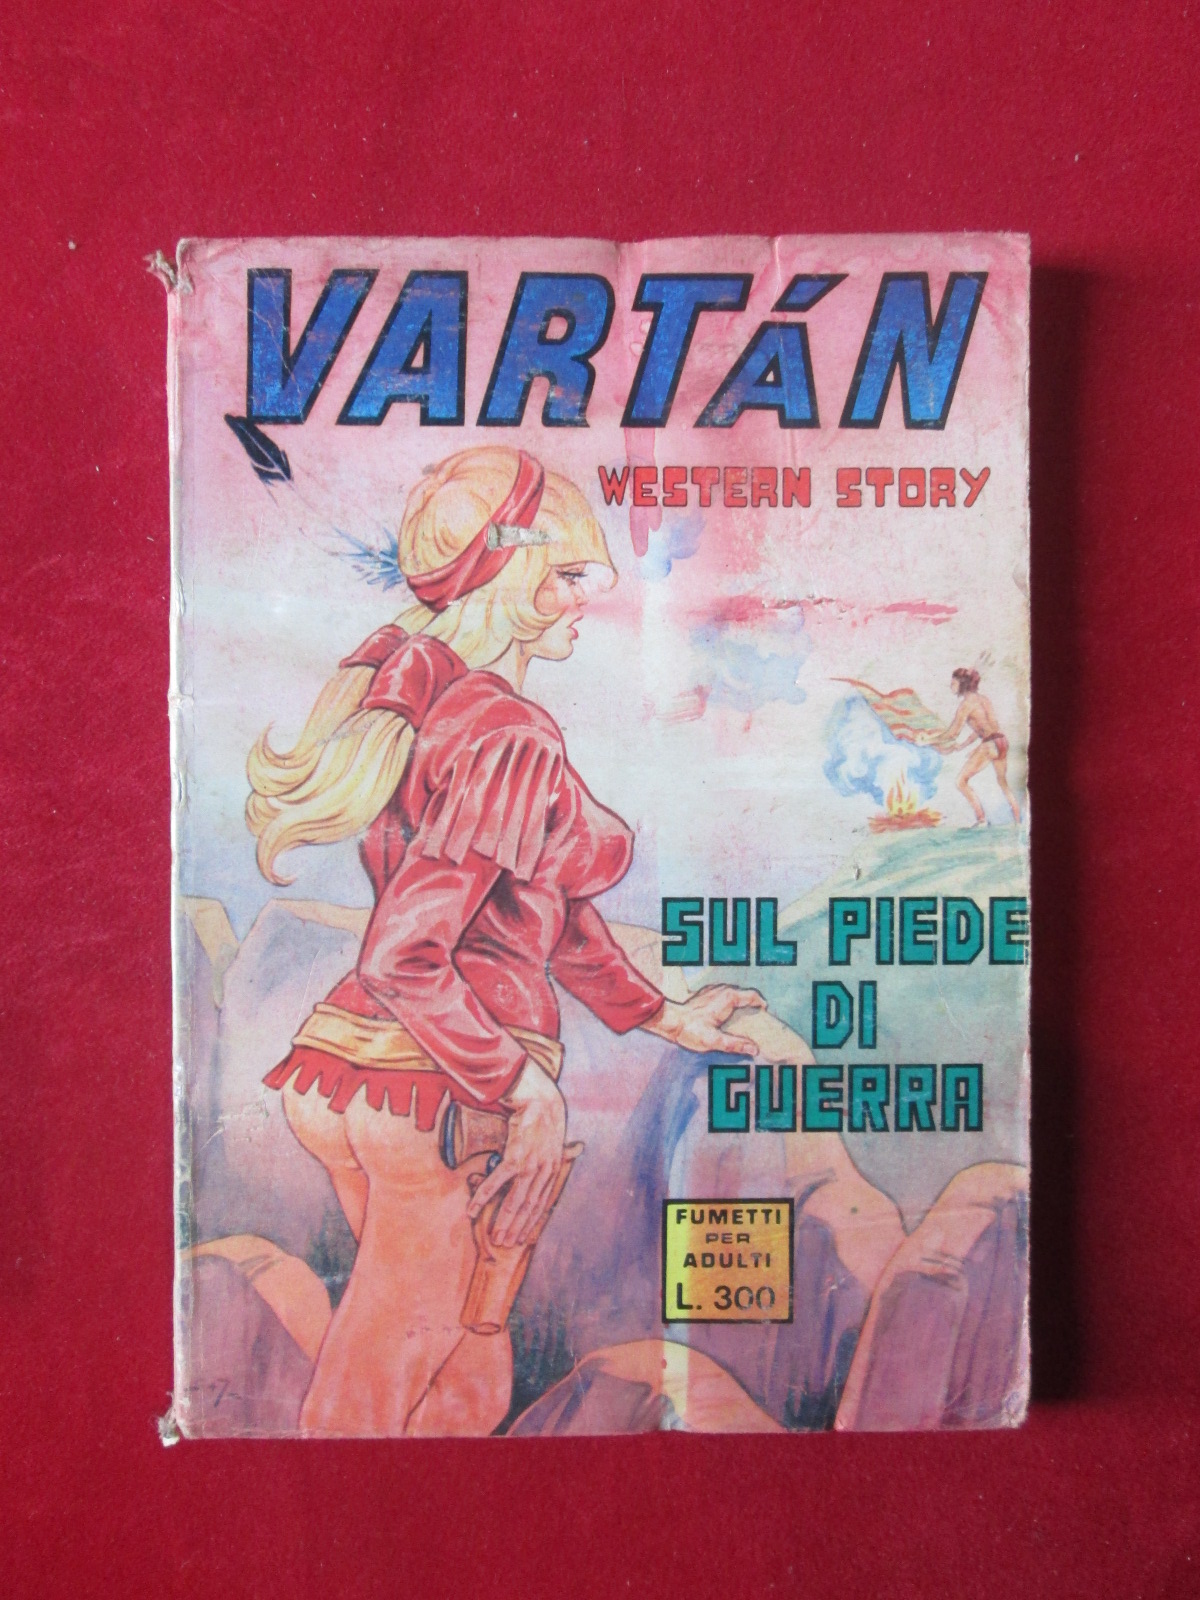 VARTÁN
WESTERN STORY
SUL PIEDE
DI
GUERRA
FUMETTI
PER
ADULTI
L. 300